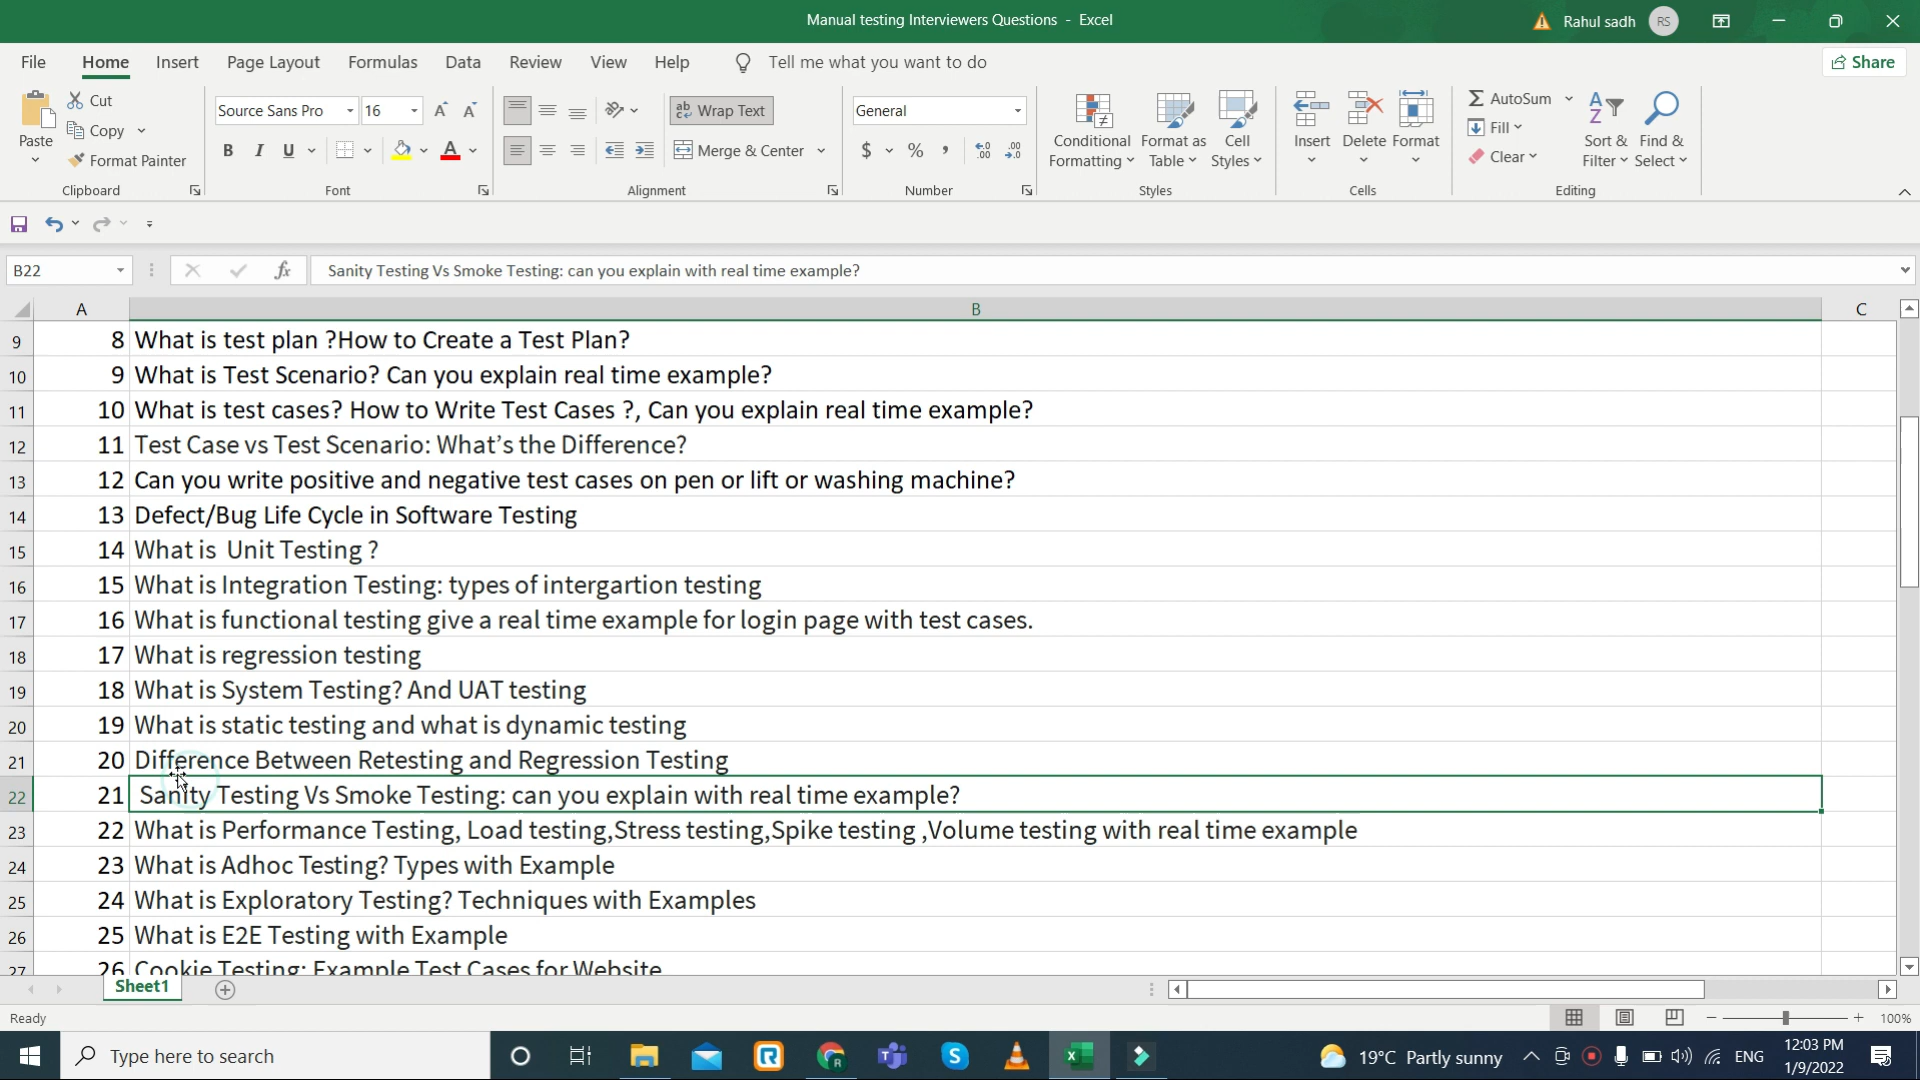 Manual testing Interviewers Questions - Excel
Rahul sadh RS
File Home Insert Page Layout Formulas Data Review View Help Tell me what you want to do Share
Paste
Cut
Copy
Format Painter
Clipboard
Source Sans Pro 16
B I U
Font
ab Wrap Text
Merge & Center
Alignment
General
$ % ,
Number
Conditional Formatting
Format as Table
Cell Styles
Styles
Insert Delete Format
Cells
AutoSum
Fill
Clear
Sort & Filter
Find & Select
Editing
B22 fx Sanity Testing Vs Smoke Testing: can you explain with real time example?
A B C
9 8 What is test plan ?How to Create a Test Plan?
10 9 What is Test Scenario? Can you explain real time example?
11 10 What is test cases? How to Write Test Cases ?, Can you explain real time example?
12 11 Test Case vs Test Scenario: What’s the Difference?
13 12 Can you write positive and negative test cases on pen or lift or washing machine?
14 13 Defect/Bug Life Cycle in Software Testing
15 14 What is Unit Testing ?
16 15 What is Integration Testing: types of intergartion testing
17 16 What is functional testing give a real time example for login page with test cases.
18 17 What is regression testing
19 18 What is System Testing? And UAT testing
20 19 What is static testing and what is dynamic testing
21 20 Difference Between Retesting and Regression Testing
22 21 Sanity Testing Vs Smoke Testing: can you explain with real time example?
23 22 What is Performance Testing, Load testing,Stress testing,Spike testing ,Volume testing with real time example
24 23 What is Adhoc Testing? Types with Example
25 24 What is Exploratory Testing? Techniques with Examples
26 25 What is E2E Testing with Example
27 26 Cookie Testing: Example Test Cases for Website
Sheet1
Ready
100%
Type here to search
19°C Partly sunny
ENG
12:03 PM
1/9/2022